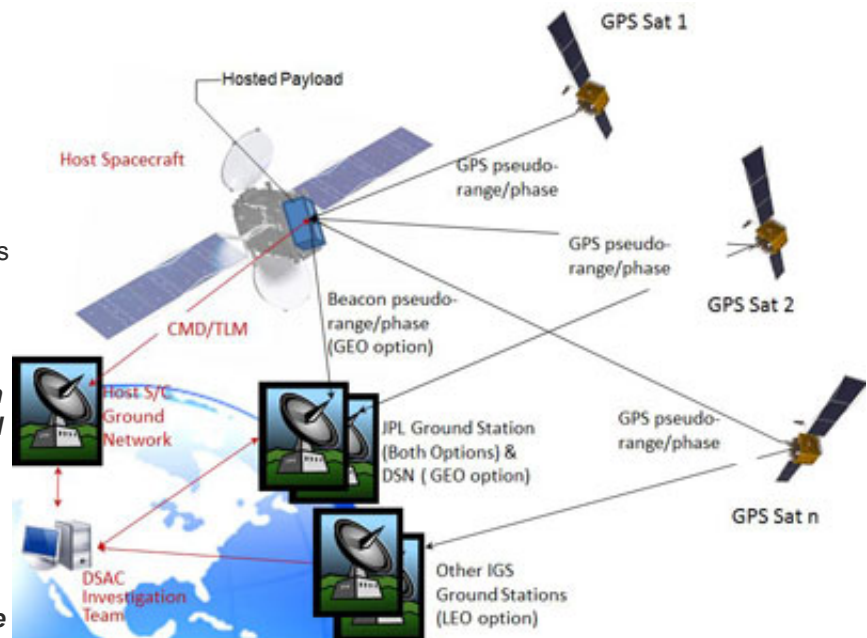 GPS Sat 1
Hosted Payload
Host Spacecraft
GPS pseudo-
range/phase
GPS pseudo-
range/phase
GPS Sat 2
Beacon pseudo-
range/phase
(GEO option)
CMD/TLM
Host S/C
Ground
Network
JPL Ground Station
(Both Options) &
DSN ( GEO option)
GPS pseudo-
range/phase
GPS Sat n
DSAC
Investigation
Team
Other IGS
Ground Stations
(LEO option)